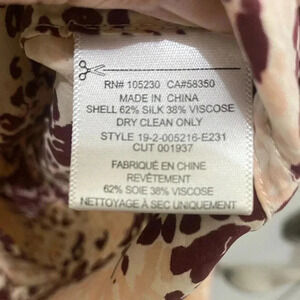 RN# 105230 CA#58350
MADE IN CHINA
SHELL 62% SILK 38% VISCOSE
DRY CLEAN ONLY
STYLE 19-2-005216-E231
CUT 001937
FABRIQUÉ EN CHINE
REVÊTEMENT
62% SOIE 38% VISCOSE
NETTOYAGE À SEC UNIQUEMENT